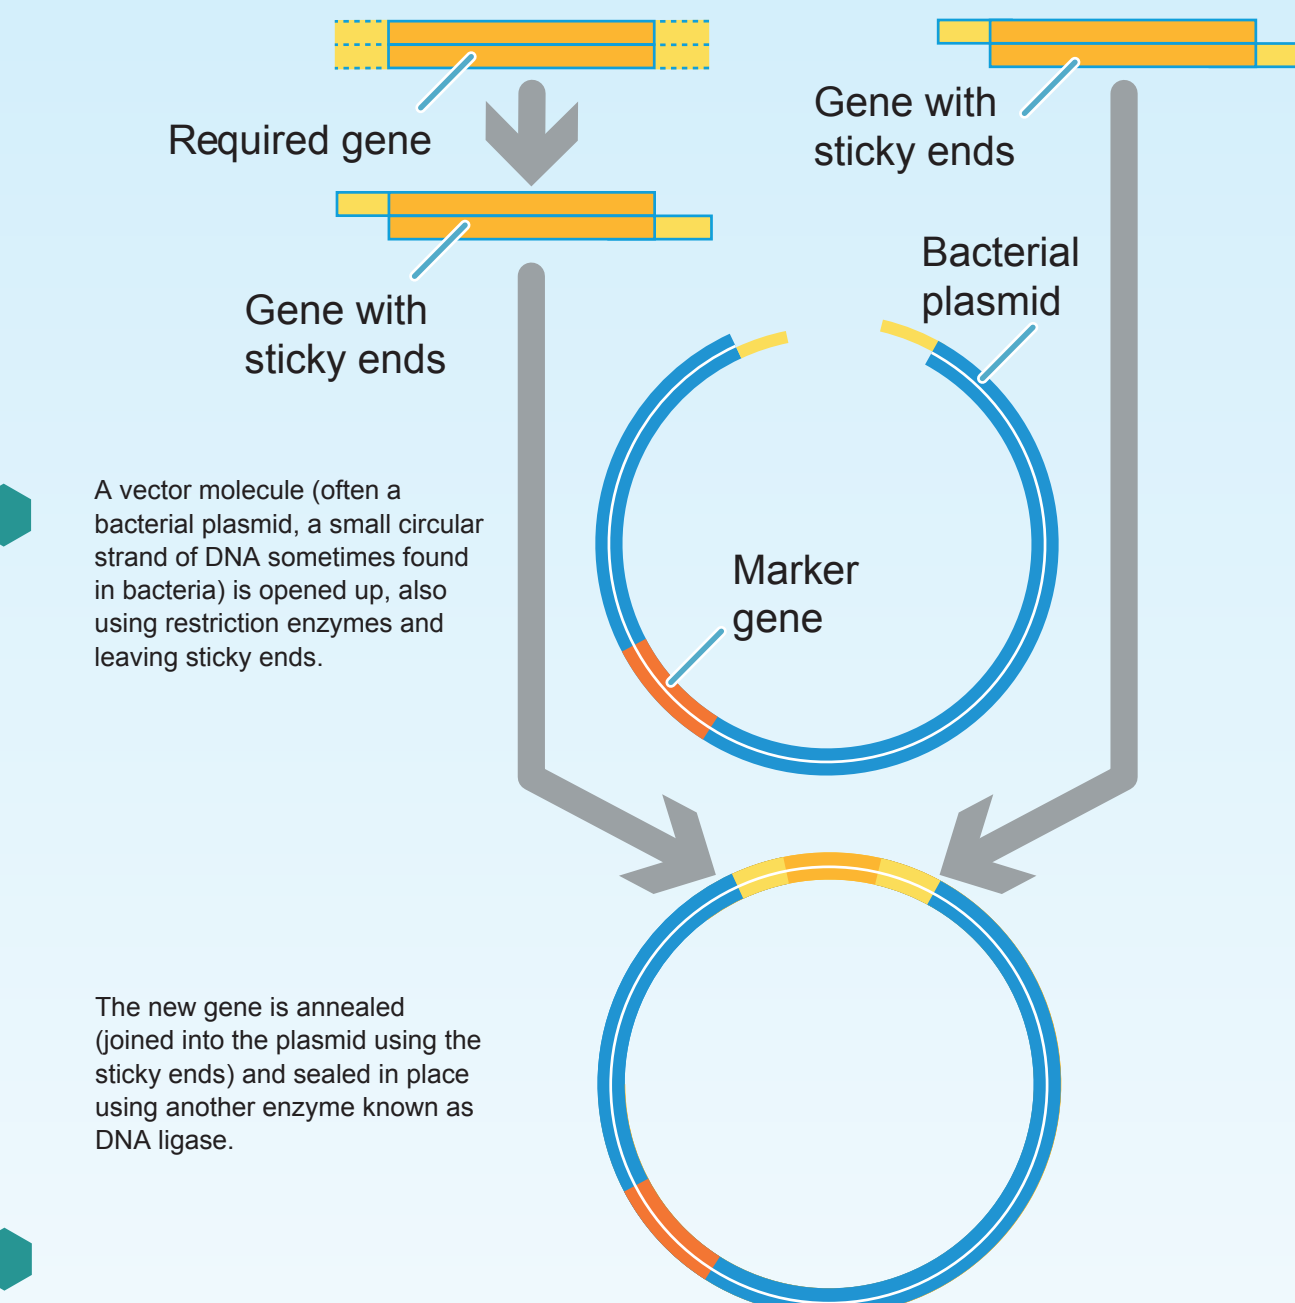 Required gene
Gene with
sticky ends
Gene with
sticky ends
Bacterial
plasmid
A vector molecule (often a
bacterial plasmid, a small circular
strand of DNA sometimes found
in bacteria) is opened up, also
using restriction enzymes and
leaving sticky ends.
Marker
gene
The new gene is annealed
(joined into the plasmid using the
sticky ends) and sealed in place
using another enzyme known as
DNA ligase.